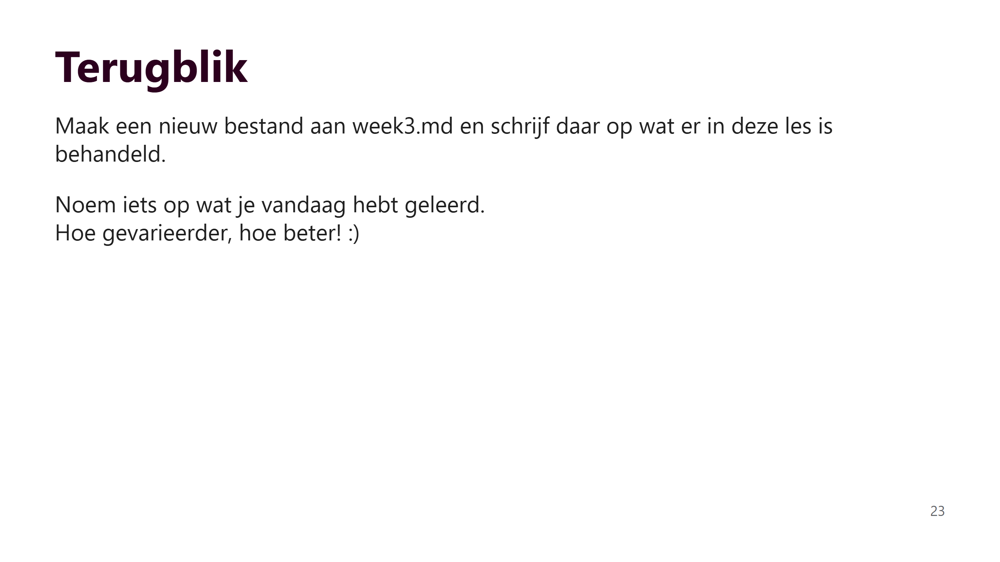 Terugblik
Maak een nieuw bestand aan week3.md en schrijf daar op wat er in deze les is
behandeld.
Noem iets op wat je vandaag hebt geleerd.
Hoe gevarieerder, hoe beter! :)
23